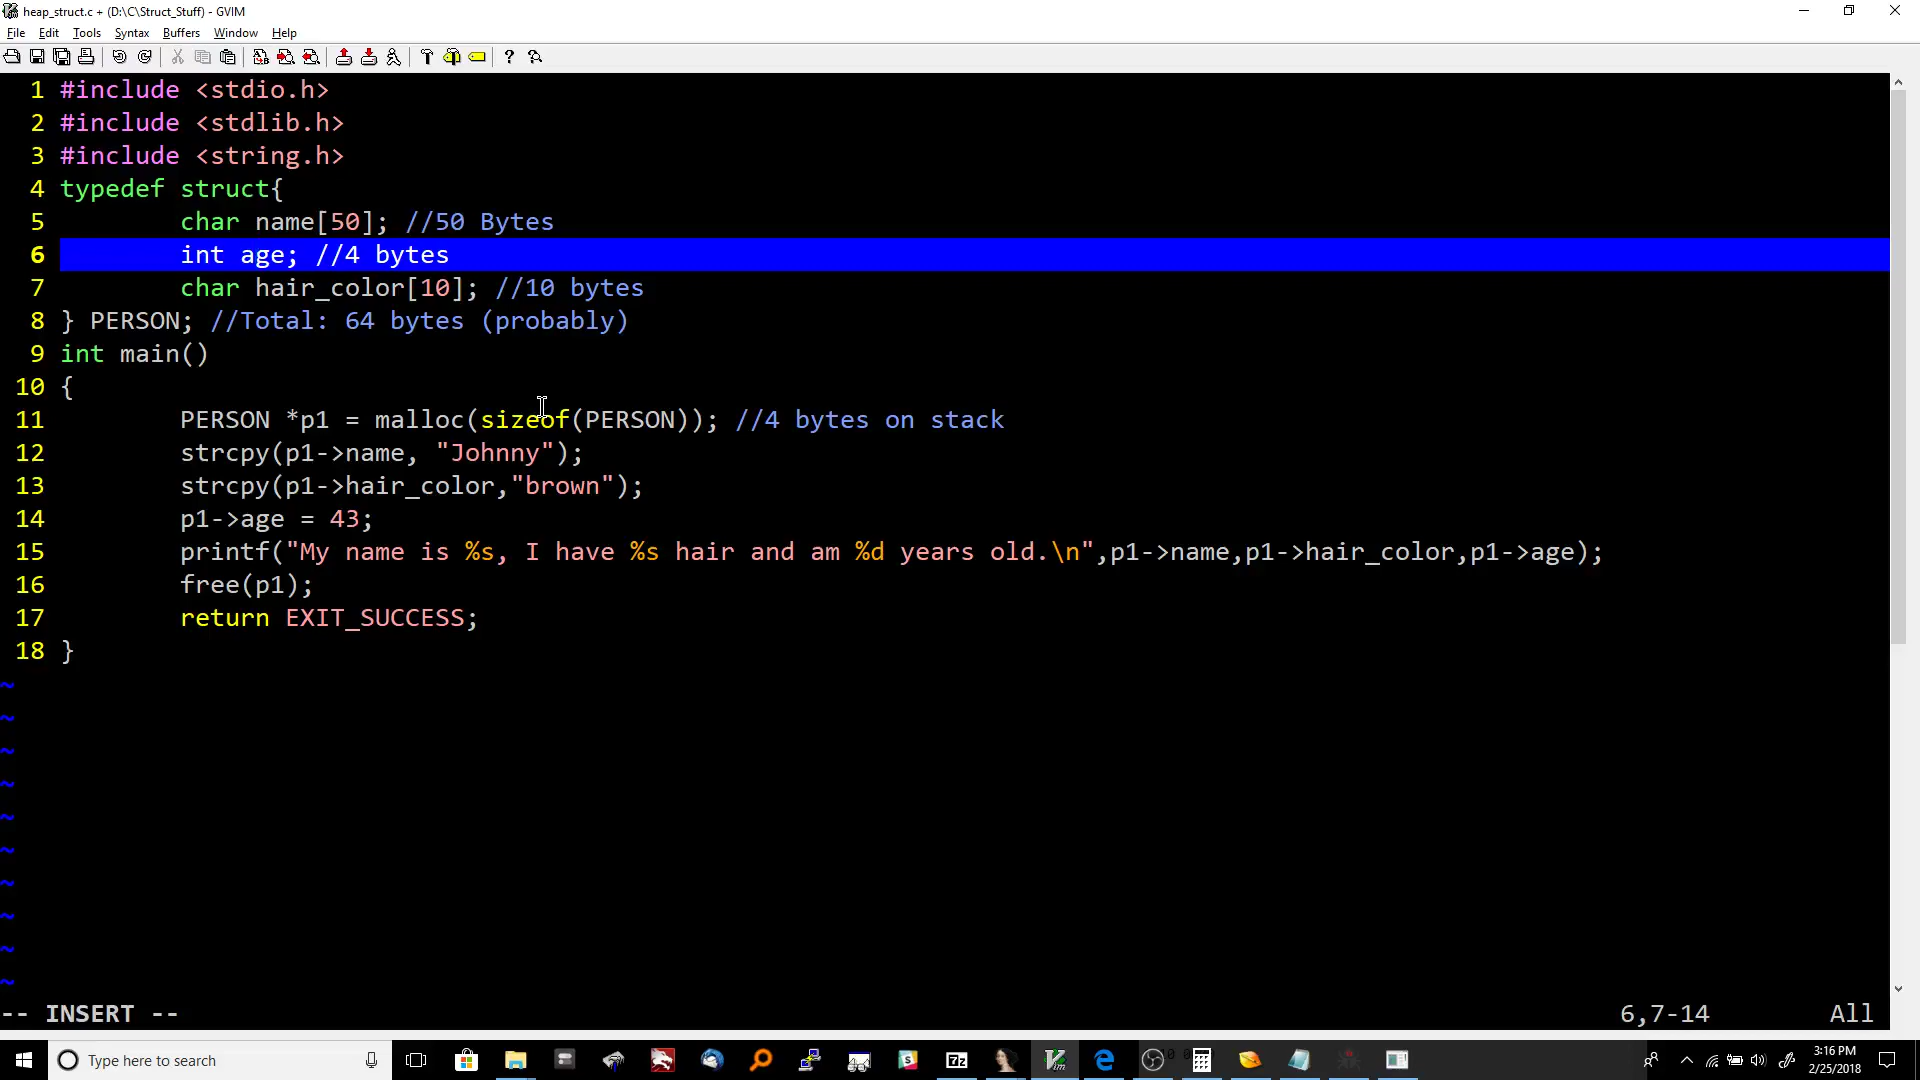 heap_struct.c + (D:\C\Struct_Stuff) - GVIM
File Edit Tools Syntax Buffers Window Help
1 #include <stdio.h>
2 #include <stdlib.h>
3 #include <string.h>
4 typedef struct{
5 char name[50]; //50 Bytes
6 int age; //4 bytes
7 char hair_color[10]; //10 bytes
8 } PERSON; //Total: 64 bytes (probably)
9 int main()
10 {
11 PERSON *p1 = malloc(sizeof(PERSON)); //4 bytes on stack
12 strcpy(p1->name, "Johnny");
13 strcpy(p1->hair_color,"brown");
14 p1->age = 43;
15 printf("My name is %s, I have %s hair and am %d years old.\n",p1->name,p1->hair_color,p1->age);
16 free(p1);
17 return EXIT_SUCCESS;
18 }
~
~
~
~
~
~
~
~
~
~
-- INSERT -- 6,7-14 All
Type here to search 7z Vim 3:16 PM
2/25/2018